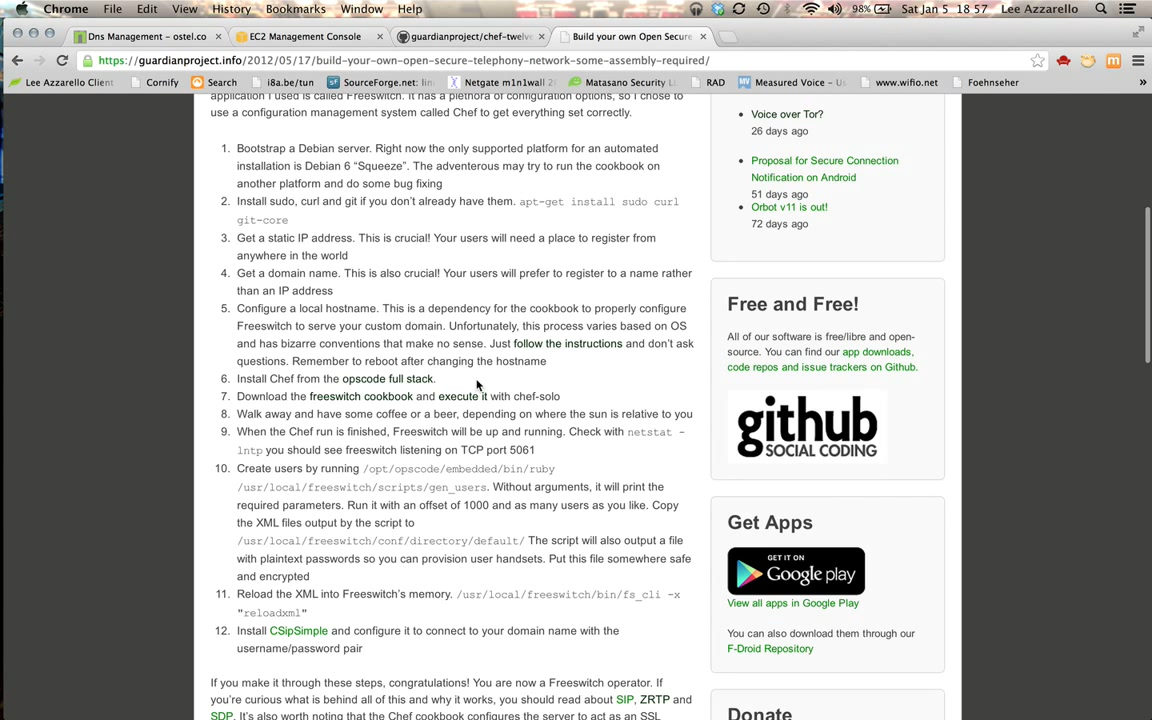 Chrome File Edit View History Bookmarks Window Help
98% Sat Jan 5 18:57 Lee Azzarello
Dns Management – ostel.co
EC2 Management Console
guardianproject/chef-twelve
Build your own Open Secure
https://guardianproject.info/2012/05/17/build-your-own-open-secure-telephony-network-some-assembly-required/
Lee Azzarello Client Cornify Search SourceForge.net: i8a.be/tun Netgate m1n1wall 2 Matasano Security L RAD Measured Voice – Us www.wifio.net Foehnseher »
application I used is called Freeswitch. It has a plethora of configuration options, so I chose to
use a configuration management system called Chef to get everything set correctly.
1. Bootstrap a Debian server. Right now the only supported platform for an automated
installation is Debian 6 “Squeeze”. The adventerous may try to run the cookbook on
another platform and do some bug fixing
2. Install sudo, curl and git if you don’t already have them. apt-get install sudo curl
git-core
3. Get a static IP address. This is crucial! Your users will need a place to register from
anywhere in the world
4. Get a domain name. This is also crucial! Your users will prefer to register to a name rather
than an IP address
5. Configure a local hostname. This is a dependency for the cookbook to properly configure
Freeswitch to serve your custom domain. Unfortunately, this process varies based on OS
and has bizarre conventions that make no sense. Just follow the instructions and don’t ask
questions. Remember to reboot after changing the hostname
6. Install Chef from the opscode full stack.
7. Download the freeswitch cookbook and execute it with chef-solo
8. Walk away and have some coffee or a beer, depending on where the sun is relative to you
9. When the Chef run is finished, Freeswitch will be up and running. Check with netstat -
lntp you should see freeswitch listening on TCP port 5061
10. Create users by running /opt/opscode/embedded/bin/ruby
/usr/local/freeswitch/scripts/gen_users. Without arguments, it will print the
required parameters. Run it with an offset of 1000 and as many users as you like. Copy
the XML files output by the script to
/usr/local/freeswitch/conf/directory/default/ The script will also output a file
with plaintext passwords so you can provision user handsets. Put this file somewhere safe
and encrypted
11. Reload the XML into Freeswitch’s memory. /usr/local/freeswitch/bin/fs_cli -x
"reloadxml"
12. Install CSipSimple and configure it to connect to your domain name with the
username/password pair
If you make it through these steps, congratulations! You are now a Freeswitch operator. If
you’re curious what is behind all of this and why it works, you should read about SIP, ZRTP and
SDP. It’s also worth noting that the Chef cookbook configures the server to act as an SSL
Voice over Tor?
26 days ago
Proposal for Secure Connection
Notification on Android
51 days ago
Orbot v11 is out!
72 days ago
Free and Free!
All of our software is free/libre and open-
source. You can find our app downloads,
code repos and issue trackers on Github.
github
SOCIAL CODING
Get Apps
GET IT ON
Google play
View all apps in Google Play
You can also download them through our
F-Droid Repository
Donate